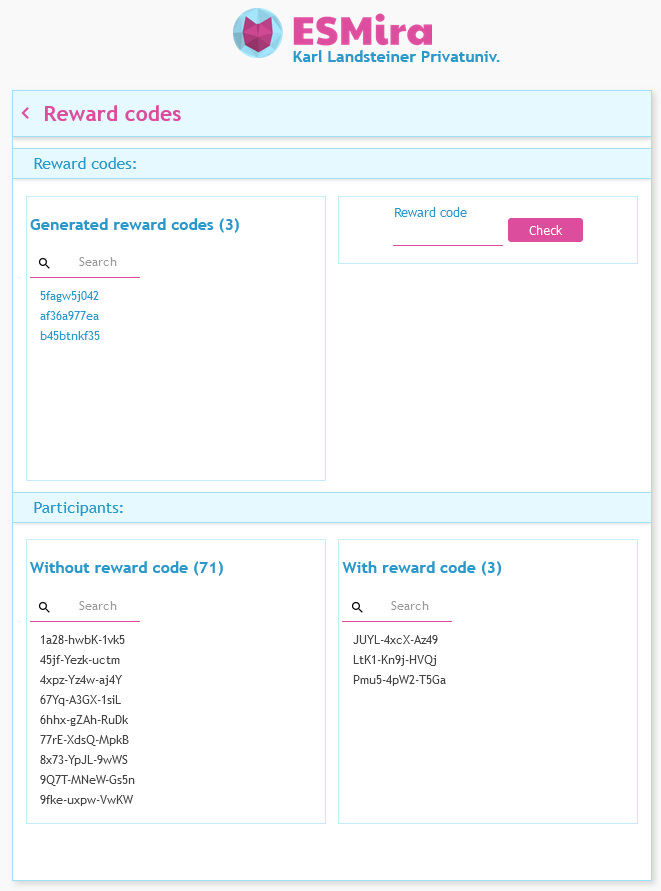 ESMira
Karl Landsteiner Privatuniv.
Reward codes
Reward codes:
Generated reward codes (3)
Search
5fagw5j042
af36a977ea
b45btnkf35
Reward code
Check
Participants:
Without reward code (71)
Search
1a28-hwbK-1vk5
45jf-Yezk-uctm
4xpz-Yz4w-aj4Y
67Yq-A3GX-1siL
6hhx-gZAh-RuDk
77rE-XdsQ-MpkB
8x73-YpJL-9wWS
9Q7T-MNeW-Gs5n
9fke-uxpw-VwKW
With reward code (3)
Search
JUYL-4xcX-Az49
LtK1-Kn9j-HVQj
Pmu5-4pW2-T5Ga